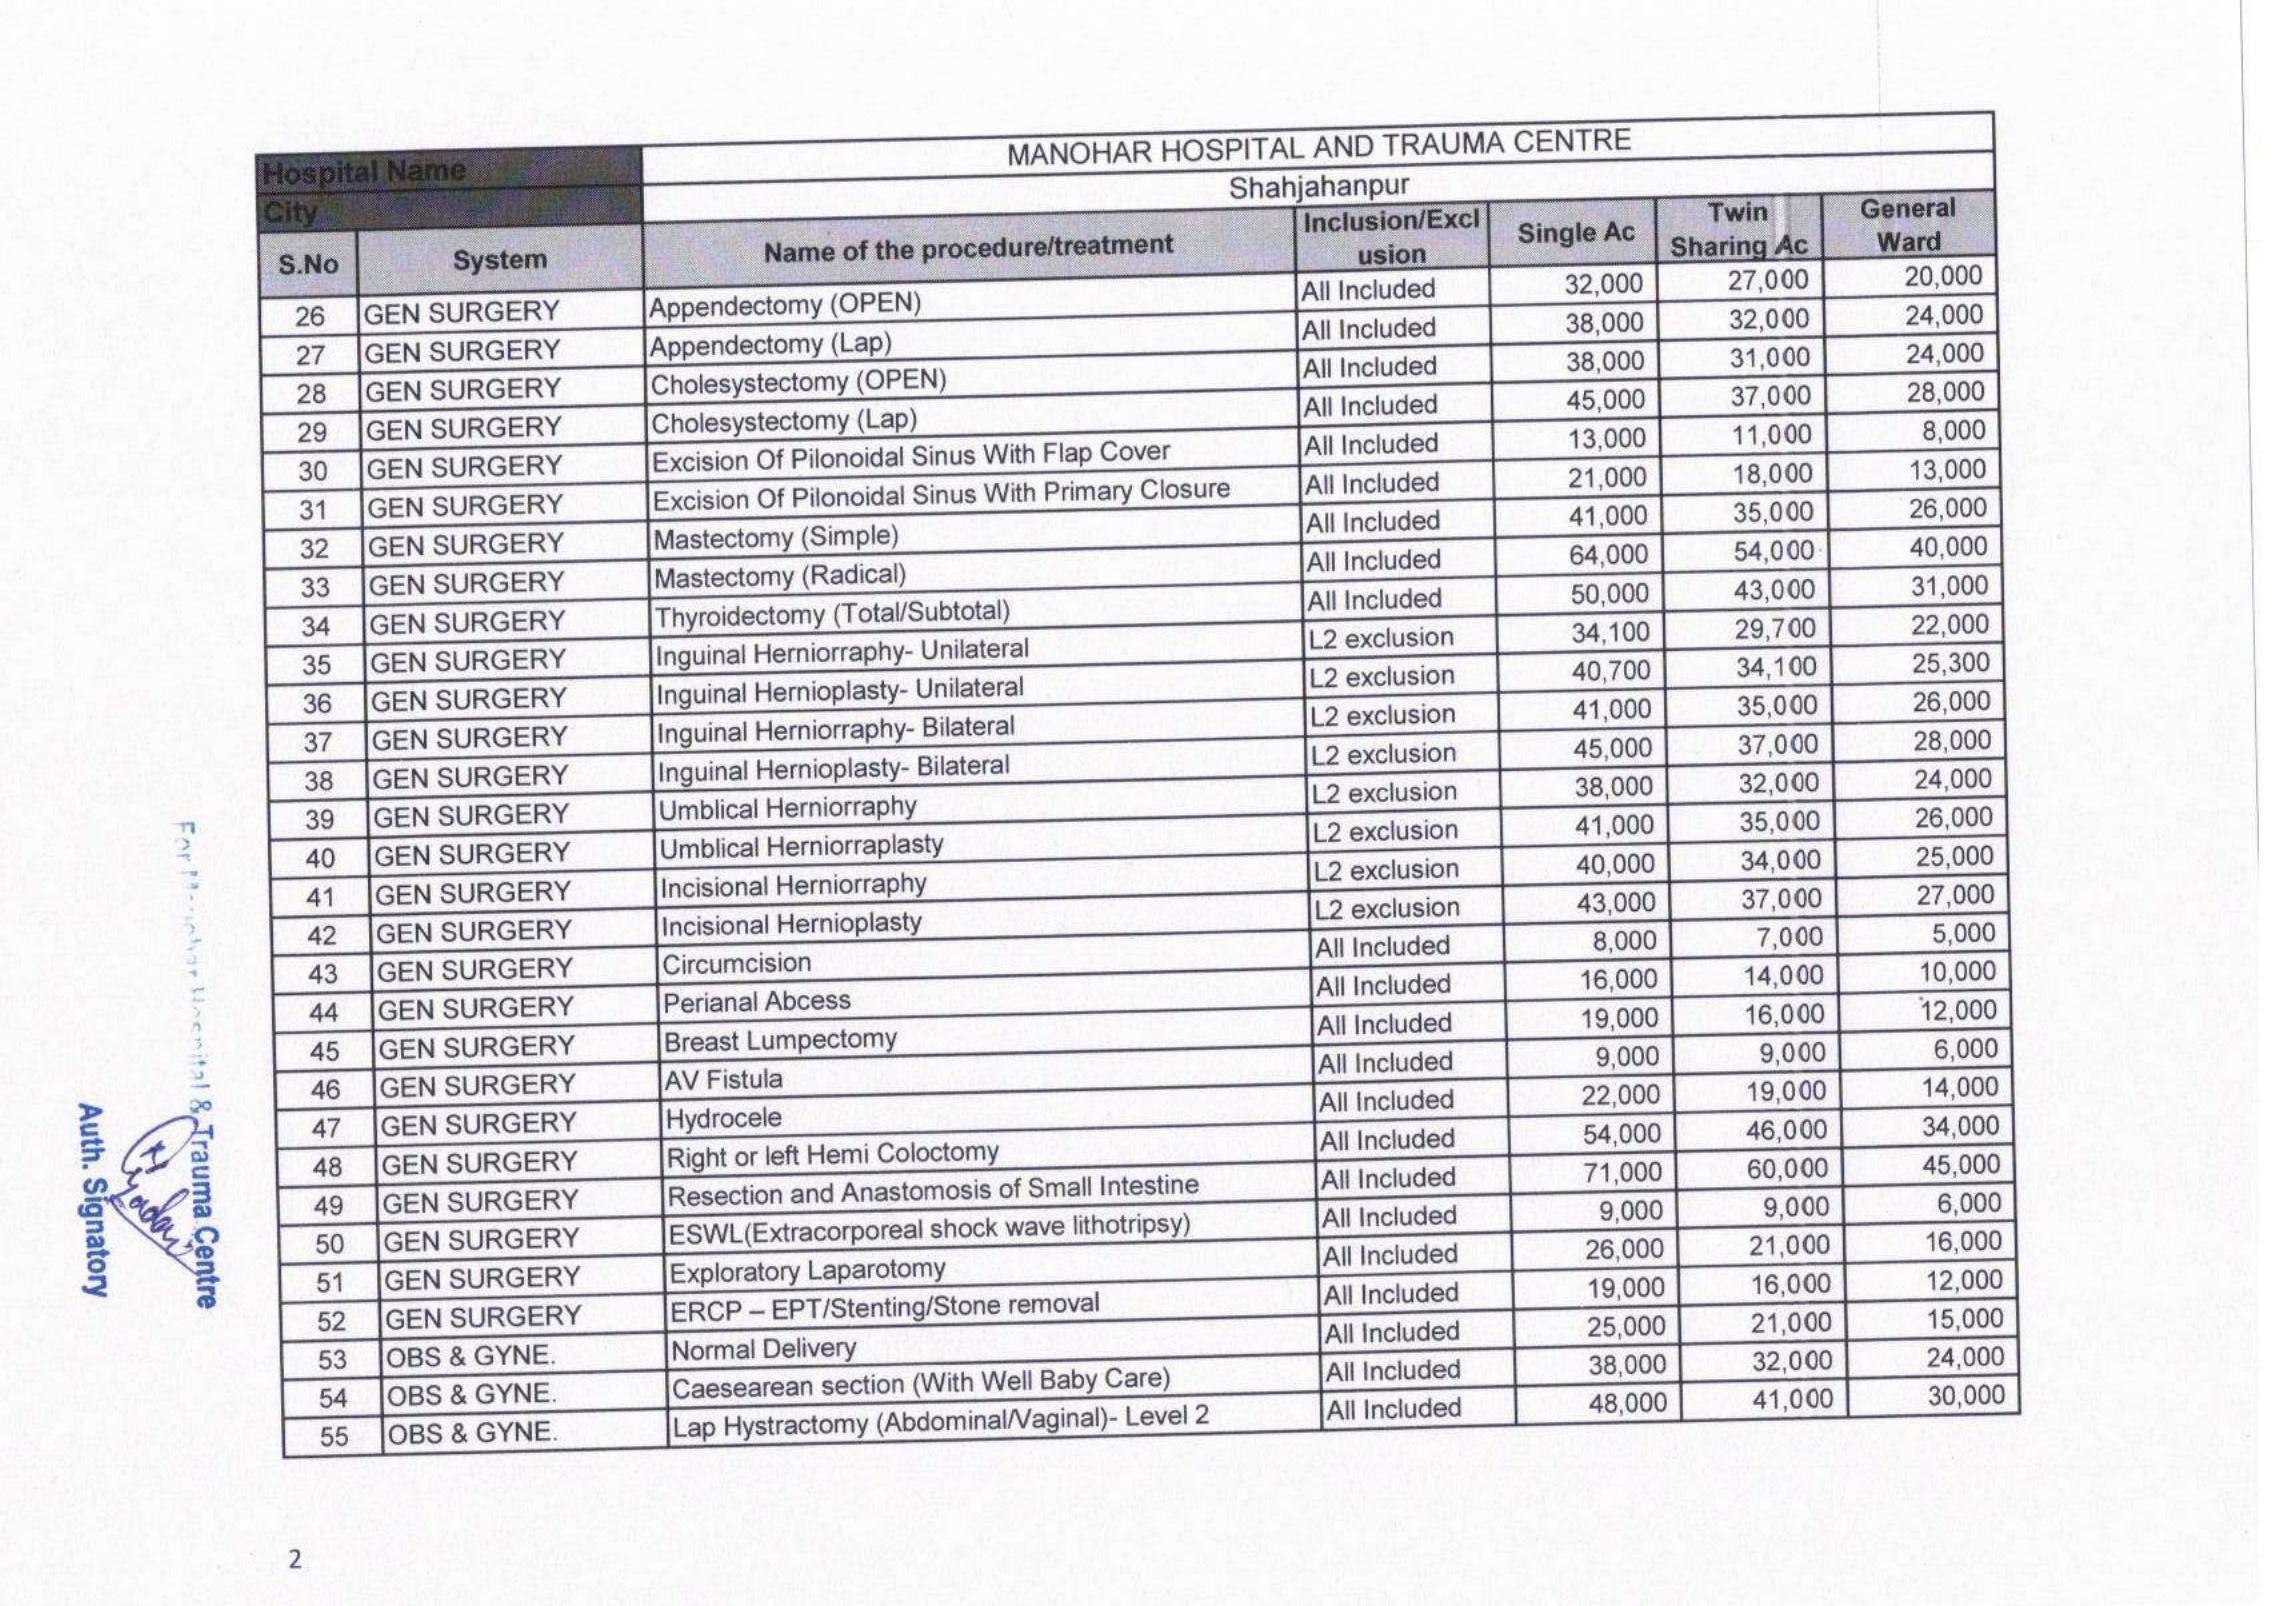 Hospital Name MANOHAR HOSPITAL AND TRAUMA CENTRE
City Shahjahanpur
S.No System Name of the procedure/treatment Inclusion/Exclusion Single Ac Twin Sharing Ac General Ward
26 GEN SURGERY Appendectomy (OPEN) All Included 32,000 27,000 20,000
27 GEN SURGERY Appendectomy (Lap) All Included 38,000 32,000 24,000
28 GEN SURGERY Cholesystectomy (OPEN) All Included 38,000 31,000 24,000
29 GEN SURGERY Cholesystectomy (Lap) All Included 45,000 37,000 28,000
30 GEN SURGERY Excision Of Pilonoidal Sinus With Flap Cover All Included 13,000 11,000 8,000
31 GEN SURGERY Excision Of Pilonoidal Sinus With Primary Closure All Included 21,000 18,000 13,000
32 GEN SURGERY Mastectomy (Simple) All Included 41,000 35,000 26,000
33 GEN SURGERY Mastectomy (Radical) All Included 64,000 54,000 40,000
34 GEN SURGERY Thyroidectomy (Total/Subtotal) All Included 50,000 43,000 31,000
35 GEN SURGERY Inguinal Herniorraphy- Unilateral L2 exclusion 34,100 29,700 22,000
36 GEN SURGERY Inguinal Hernioplasty- Unilateral L2 exclusion 40,700 34,100 25,300
37 GEN SURGERY Inguinal Herniorraphy- Bilateral L2 exclusion 41,000 35,000 26,000
38 GEN SURGERY Inguinal Hernioplasty- Bilateral L2 exclusion 45,000 37,000 28,000
39 GEN SURGERY Umblical Herniorraphy L2 exclusion 38,000 32,000 24,000
40 GEN SURGERY Umblical Herniorraplasty L2 exclusion 41,000 35,000 26,000
41 GEN SURGERY Incisional Herniorraphy L2 exclusion 40,000 34,000 25,000
42 GEN SURGERY Incisional Hernioplasty L2 exclusion 43,000 37,000 27,000
43 GEN SURGERY Circumcision All Included 8,000 7,000 5,000
44 GEN SURGERY Perianal Abcess All Included 16,000 14,000 10,000
45 GEN SURGERY Breast Lumpectomy All Included 19,000 16,000 12,000
46 GEN SURGERY AV Fistula All Included 9,000 9,000 6,000
47 GEN SURGERY Hydrocele All Included 22,000 19,000 14,000
48 GEN SURGERY Right or left Hemi Coloctomy All Included 54,000 46,000 34,000
49 GEN SURGERY Resection and Anastomosis of Small Intestine All Included 71,000 60,000 45,000
50 GEN SURGERY ESWL(Extracorporeal shock wave lithotripsy) All Included 9,000 9,000 6,000
51 GEN SURGERY Exploratory Laparotomy All Included 26,000 21,000 16,000
52 GEN SURGERY ERCP – EPT/Stenting/Stone removal All Included 19,000 16,000 12,000
53 OBS & GYNE. Normal Delivery All Included 25,000 21,000 15,000
54 OBS & GYNE. Caesearean section (With Well Baby Care) All Included 38,000 32,000 24,000
55 OBS & GYNE. Lap Hystractomy (Abdominal/Vaginal)- Level 2 All Included 48,000 41,000 30,000
For Manohar Hospital & Trauma Centre
Auth. Signatory
2